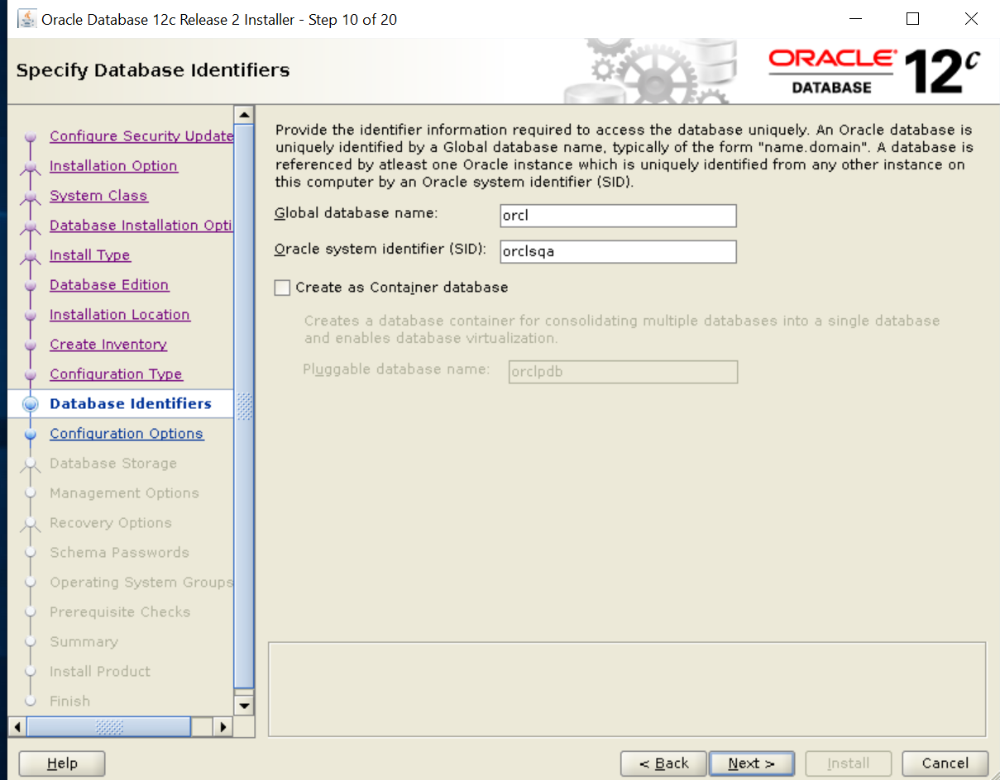 Oracle Database 12c Release 2 Installer - Step 10 of 20
Specify Database Identifiers
ORACLE
DATABASE
12c
Configure Security Update
Installation Option
System Class
Database Installation Opti
Install Type
Database Edition
Installation Location
Create Inventory
Configuration Type
Database Identifiers
Configuration Options
Database Storage
Management Options
Recovery Options
Schema Passwords
Operating System Groups
Prerequisite Checks
Summary
Install Product
Finish
Provide the identifier information required to access the database uniquely. An Oracle database is
uniquely identified by a Global database name, typically of the form "name.domain". A database is
referenced by atleast one Oracle instance which is uniquely identified from any other instance on
this computer by an Oracle system identifier (SID).
Global database name: orcl
Oracle system identifier (SID): orclsqa
Create as Container database
Creates a database container for consolidating multiple databases into a single database
and enables database virtualization.
Pluggable database name: orclpdb
Help
< Back
Next >
Install
Cancel